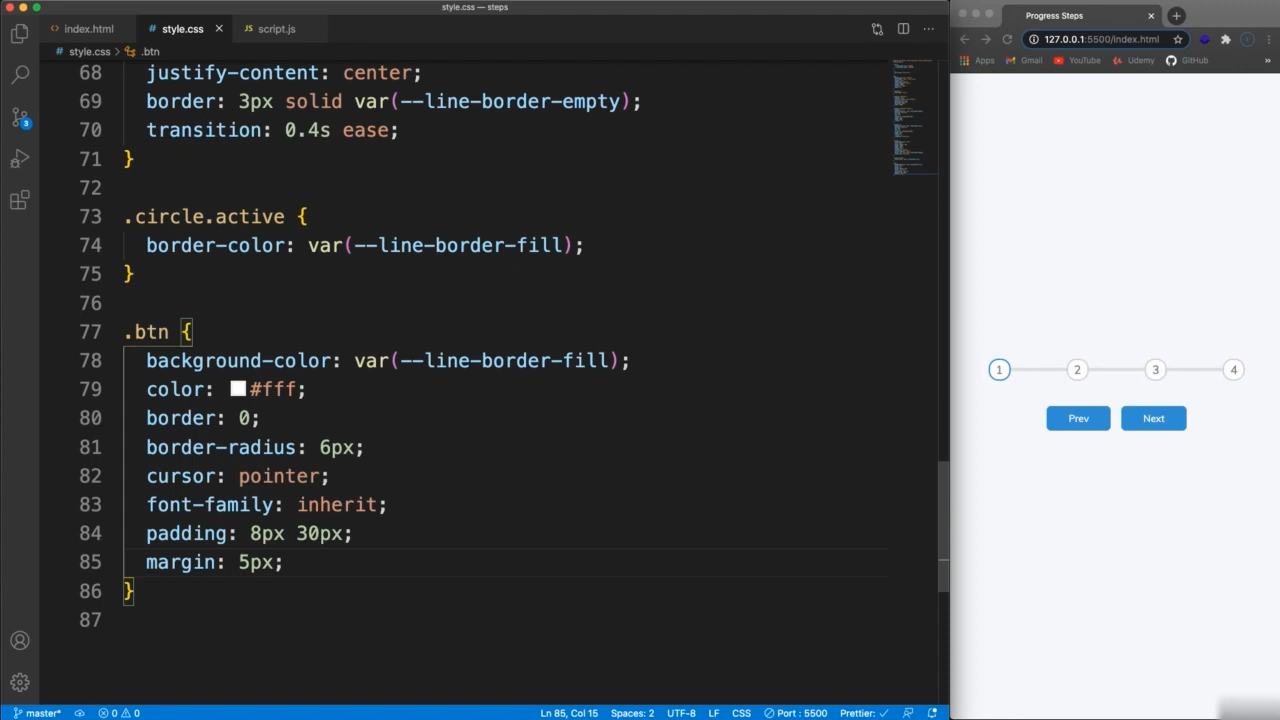 style.css — steps
index.html
style.css
JS script.js
# style.css > .btn
68 justify-content: center;
69 border: 3px solid var(--line-border-empty);
70 transition: 0.4s ease;
71 }
72
73 .circle.active {
74 border-color: var(--line-border-fill);
75 }
76
77 .btn {
78 background-color: var(--line-border-fill);
79 color: #fff;
80 border: 0;
81 border-radius: 6px;
82 cursor: pointer;
83 font-family: inherit;
84 padding: 8px 30px;
85 margin: 5px;
86 }
87
3
master*
0 0
Ln 85, Col 15
Spaces: 2
UTF-8
LF
CSS
Port : 5500
Prettier: ✓
Progress Steps
127.0.0.1:5500/index.html
Apps
Gmail
YouTube
Udemy
GitHub
1 2 3 4
Prev Next